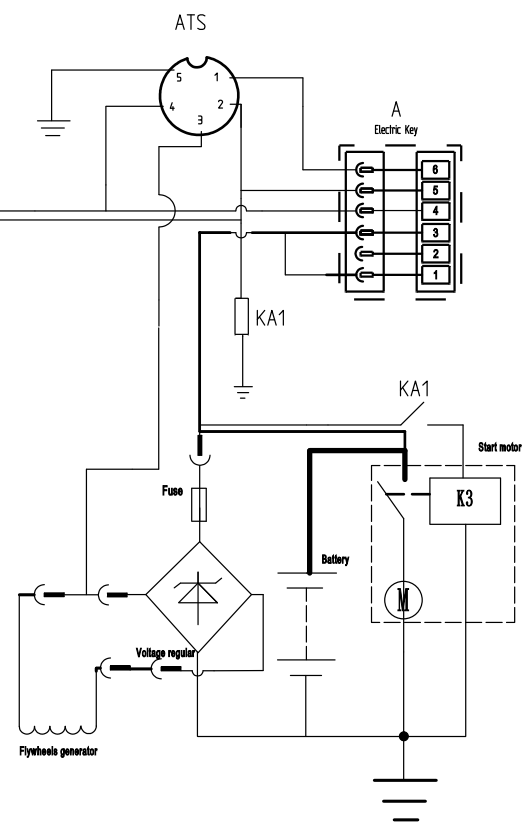 ATS
5 1
4 2
3
A
Electric Key
6
5
4
3
2
1
KA1
KA1
Start motor
K3
Fuse
Battery
M
Voltage regular
Flywheels generator